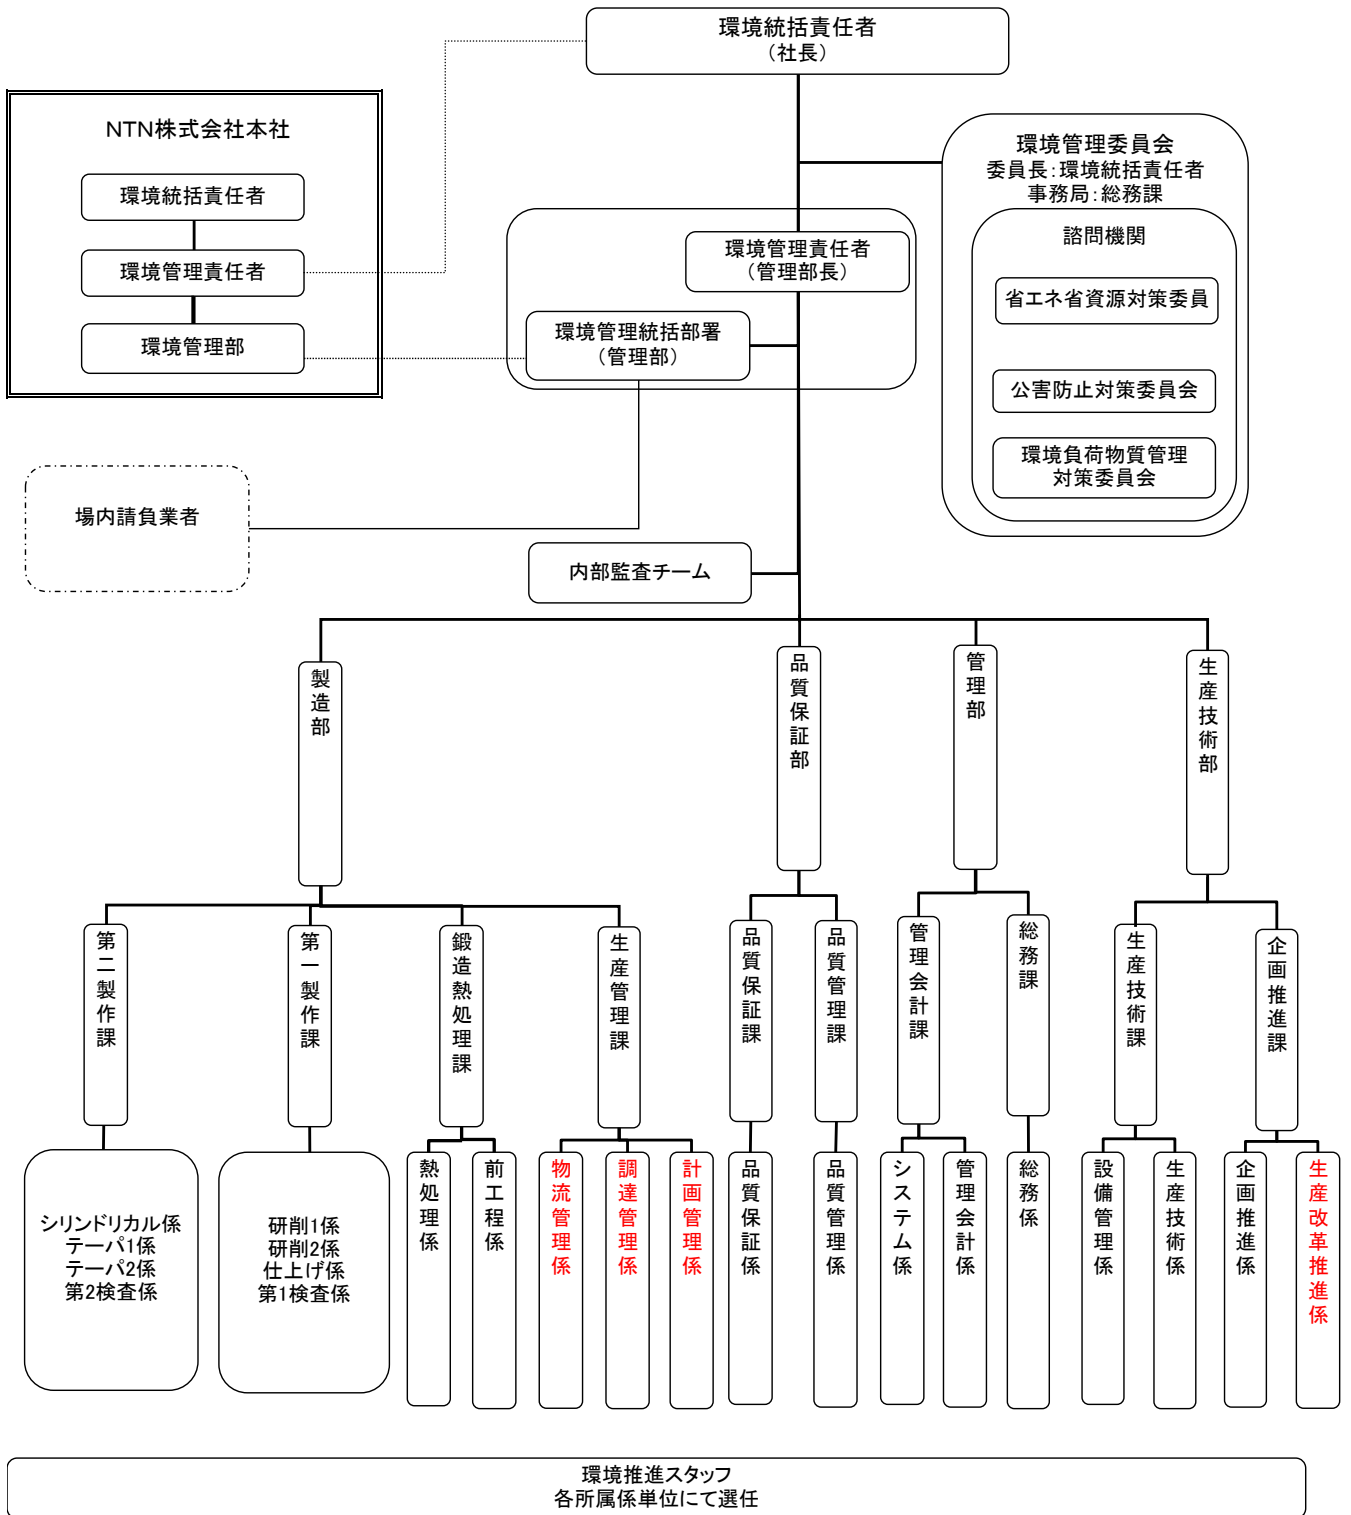 環境統括責任者
（社長）
NTN株式会社本社
環境統括責任者
環境管理責任者
環境管理部
環境管理委員会
委員長：環境統括責任者
事務局：総務課
諮問機関
省エネ省資源対策委員
公害防止対策委員会
環境負荷物質管理
対策委員会
環境管理責任者
（管理部長）
環境管理統括部署
（管理部）
場内請負業者
内部監査チーム
製造部
品質保証部
管理部
生産技術部
第二製作課
第一製作課
鍛造熱処理課
生産管理課
品質保証課
品質管理課
管理会計課
総務課
生産技術課
企画推進課
シリンドリカル係
テーパ1係
テーパ2係
第2検査係
研削1係
研削2係
仕上げ係
第1検査係
熱処理係
前工程係
物流管理係
調達管理係
計画管理係
品質保証係
品質管理係
システム係
管理会計係
総務係
設備管理係
生産技術係
企画推進係
生産改革推進係
環境推進スタッフ
各所属係単位にて選任